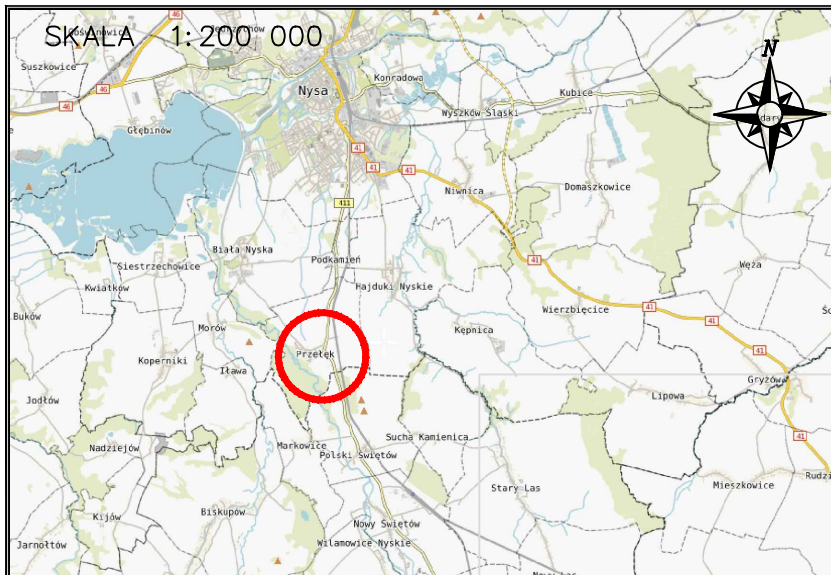 SKALA 1:200 000
N
46
Suszkowice
46
46
Nysa
Konradowa
Kubice
Głębinów
Wyszków Śląski
41
41
Niwnica
Domaszkowice
411
Biała Nyska
Podkamień
Siestrzechowice
Hajduki Nyskie
41
Węża
Kwiatków
Buków
Morów
Kępnica
Wierzbięcice
41
41
Przełęk
Koperniki
Iława
41
Gryżów
Jodłów
Lipowa
Nadziejów
Markowice
Sucha Kamienica
41
Polski Świętów
Stary Las
Mieszkowice
Kijów
Biskupów
Nowy Świętów
Jarnołtów
Wilamowice Nyskie